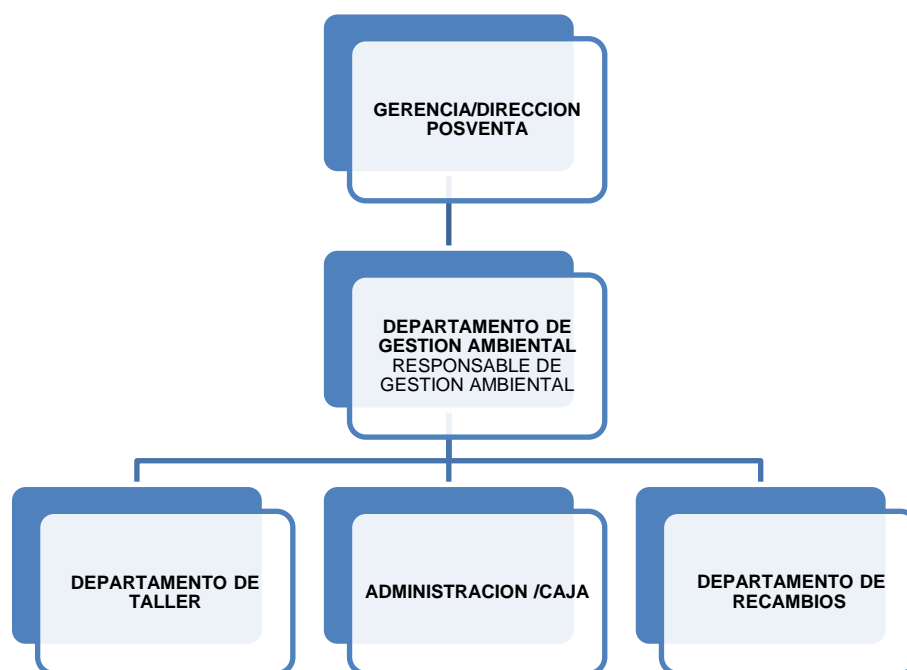 GERENCIA/DIRECCION
POSVENTA
DEPARTAMENTO DE
GESTION AMBIENTAL
RESPONSABLE DE
GESTION AMBIENTAL
DEPARTAMENTO DE
TALLER
ADMINISTRACION /CAJA
DEPARTAMENTO DE
RECAMBIOS